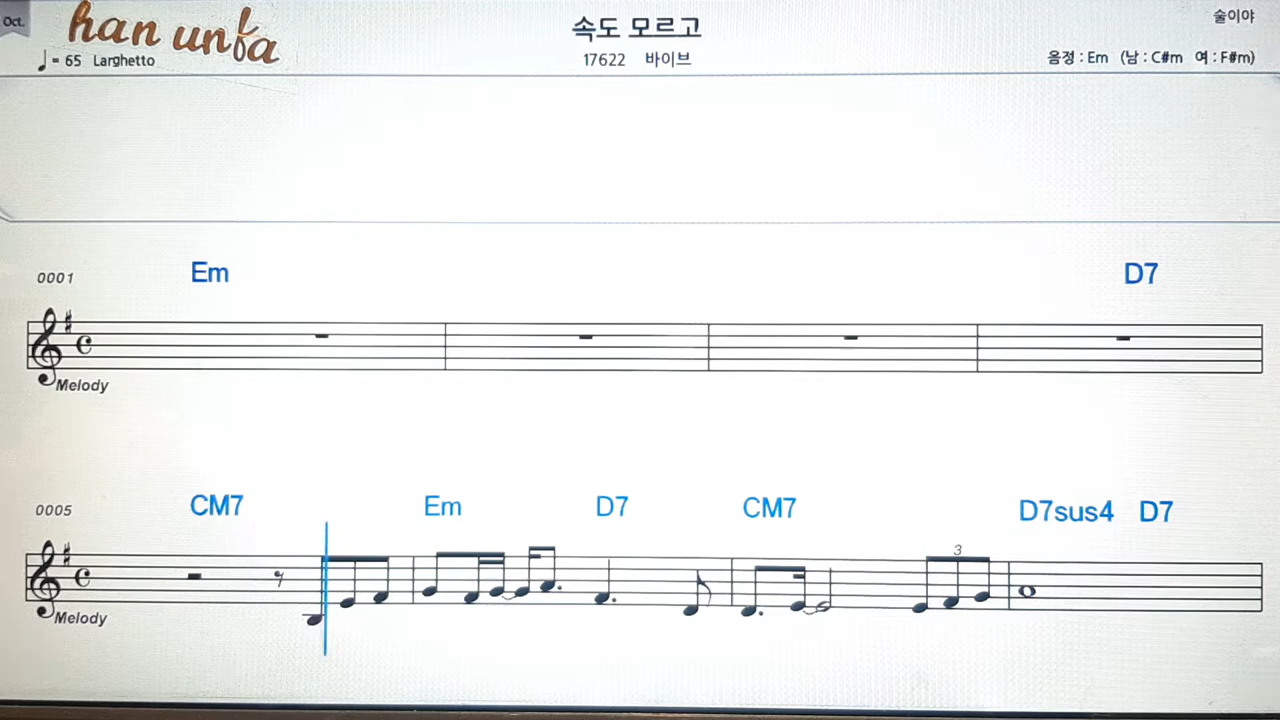 Oct.
han unfa
속도 모르고
술이야
♩ = 65 Larghetto
17622 바이브
음정 : Em (남 : C#m 여 : F#m)
0001 Em D7
Melody
0005 CM7 Em D7 CM7 D7sus4 D7
3
Melody